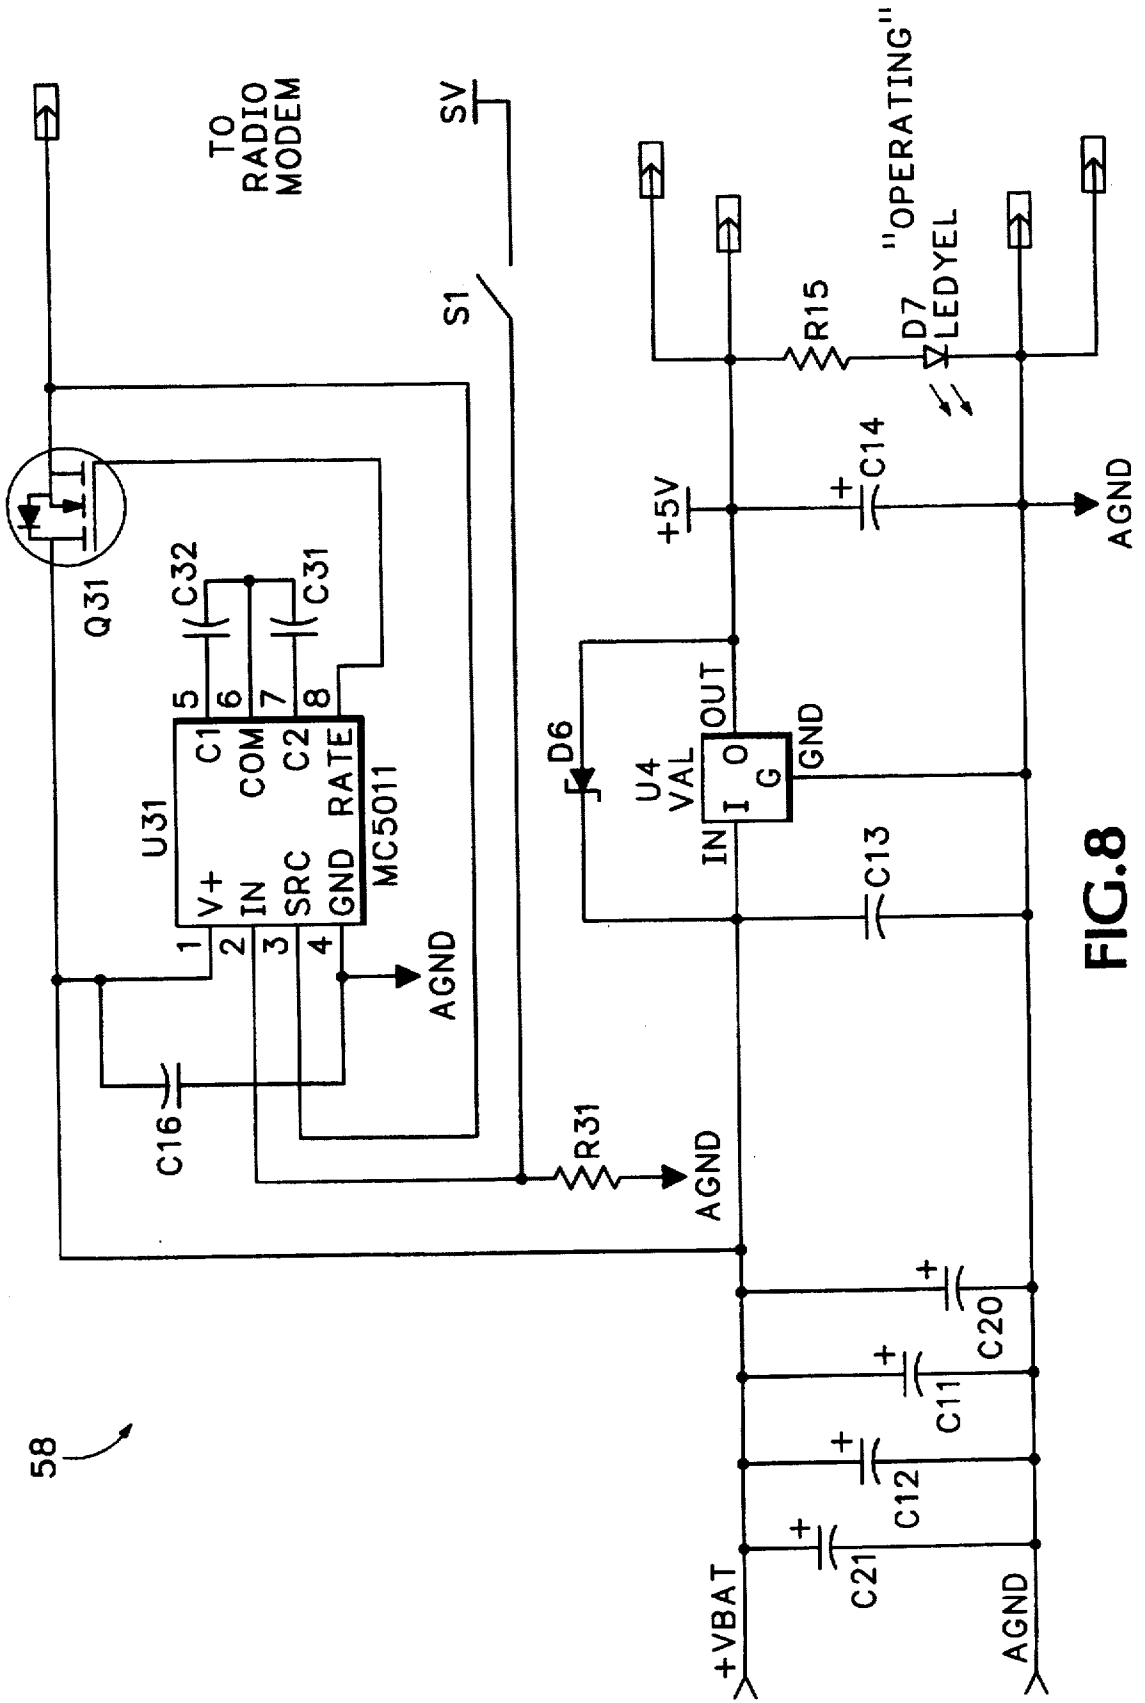 58
Q31
TO
RADIO
MODEM
U31
C32
C31
V+
IN
SRC
GND
C1
COM
C2
RATE
1
2
3
4
5
6
7
8
MC5011
C16
AGND
S1
SV
R31
AGND
D6
U4
VAL
IN
OUT
I
O
G
GND
+5V
+VBAT
AGND
+
C21
+
C12
+
C11
+
C20
C13
+
C14
R15
D7
LEDYEL
"OPERATING"
AGND
FIG.8